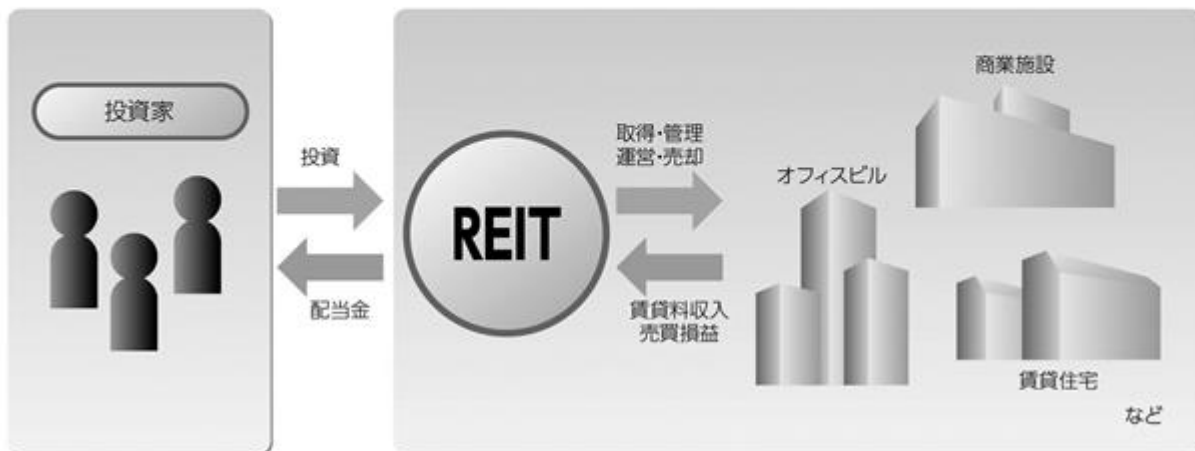 投資家
投資
配当金
REIT
取得・管理
運営・売却
賃貸料収入
売買損益
商業施設
オフィスビル
賃貸住宅
など